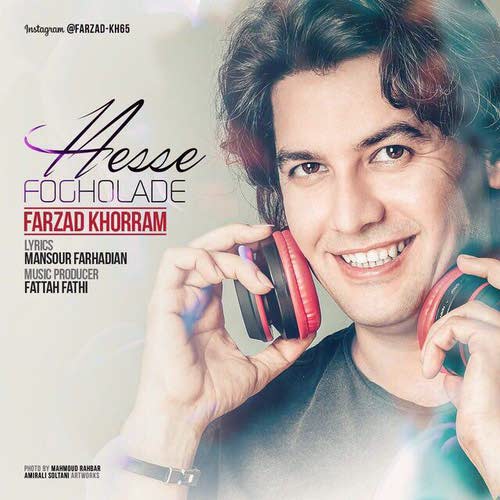 Instagram @FARZAD-KH65
Hesse
FOGHOLADE
FARZAD KHORRAM
LYRICS
MANSOUR FARHADIAN
MUSIC PRODUCER
FATTAH FATHI
PHOTO BY MAHMOUD RAHBAR
AMIRALI SOLTANI ARTWORKS